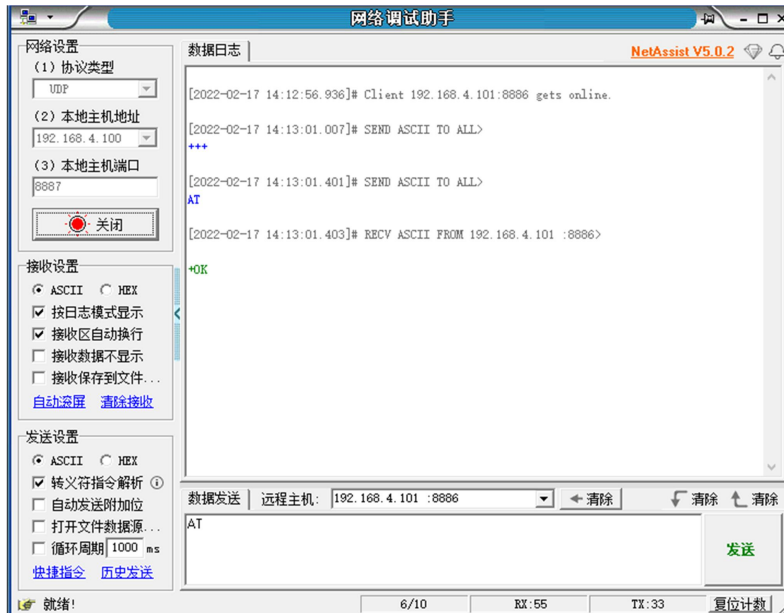 网络调试助手
网络设置
(1) 协议类型
UDP
(2) 本地主机地址
192.168.4.100
(3) 本地主机端口
8887
关闭
接收设置
ASCII HEX
按日志模式显示
接收区自动换行
接收数据不显示
接收保存到文件...
自动滚屏 清除接收
发送设置
ASCII HEX
转义符指令解析
自动发送附加位
打开文件数据源...
循环周期 1000 ms
快捷指令 历史发送
数据日志 NetAssist V5.0.2
[2022-02-17 14:12:56.936]# Client 192.168.4.101:8886 gets online.
[2022-02-17 14:13:01.007]# SEND ASCII TO ALL>
+++
[2022-02-17 14:13:01.401]# SEND ASCII TO ALL>
AT
[2022-02-17 14:13:01.403]# RECV ASCII FROM 192.168.4.101 :8886>
+OK
数据发送 远程主机: 192.168.4.101 :8886 清除 清除 清除
AT
发送
就绪! 6/10 RX:55 TX:33 复位计数